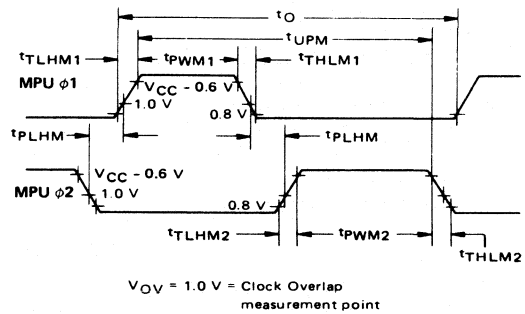 tO
tUPM
tTLHM1
tPWM1
tTHLM1
MPU ϕ1
VCC - 0.6 V
1.0 V
0.8 V
tPLHM
tPLHM
VCC - 0.6 V
MPU ϕ2
1.0 V
0.8 V
tTLHM2
tPWM2
tTHLM2
VOV = 1.0 V = Clock Overlap
measurement point